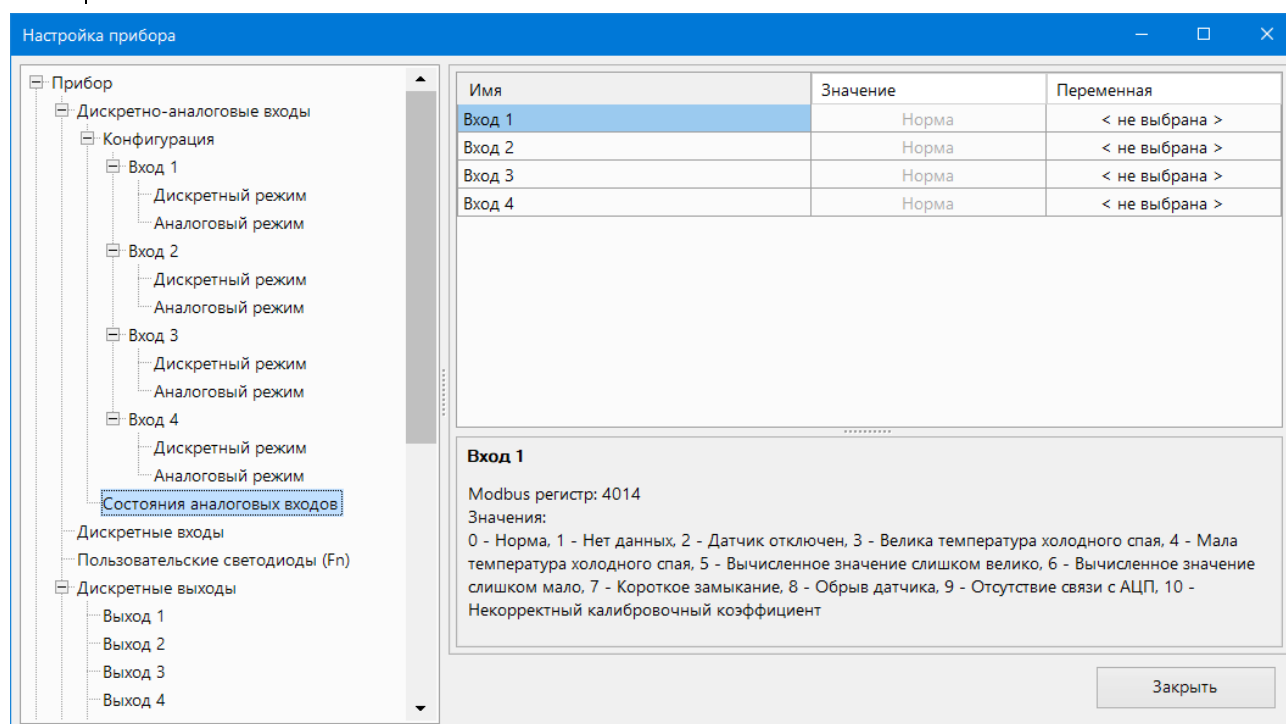 Настройка прибора
Прибор
Дискретно-аналоговые входы
Конфигурация
Вход 1
Дискретный режим
Аналоговый режим
Вход 2
Дискретный режим
Аналоговый режим
Вход 3
Дискретный режим
Аналоговый режим
Вход 4
Дискретный режим
Аналоговый режим
Состояния аналоговых входов
Дискретные входы
Пользовательские светодиоды (Fn)
Дискретные выходы
Выход 1
Выход 2
Выход 3
Выход 4
Имя Значение Переменная
Вход 1 Норма < не выбрана >
Вход 2 Норма < не выбрана >
Вход 3 Норма < не выбрана >
Вход 4 Норма < не выбрана >
Вход 1
Modbus регистр: 4014
Значения:
0 - Норма, 1 - Нет данных, 2 - Датчик отключен, 3 - Велика температура холодного спая, 4 - Мала
температура холодного спая, 5 - Вычисленное значение слишком велико, 6 - Вычисленное значение
слишком мало, 7 - Короткое замыкание, 8 - Обрыв датчика, 9 - Отсутствие связи с АЦП, 10 -
Некорректный калибровочный коэффициент
Закрыть